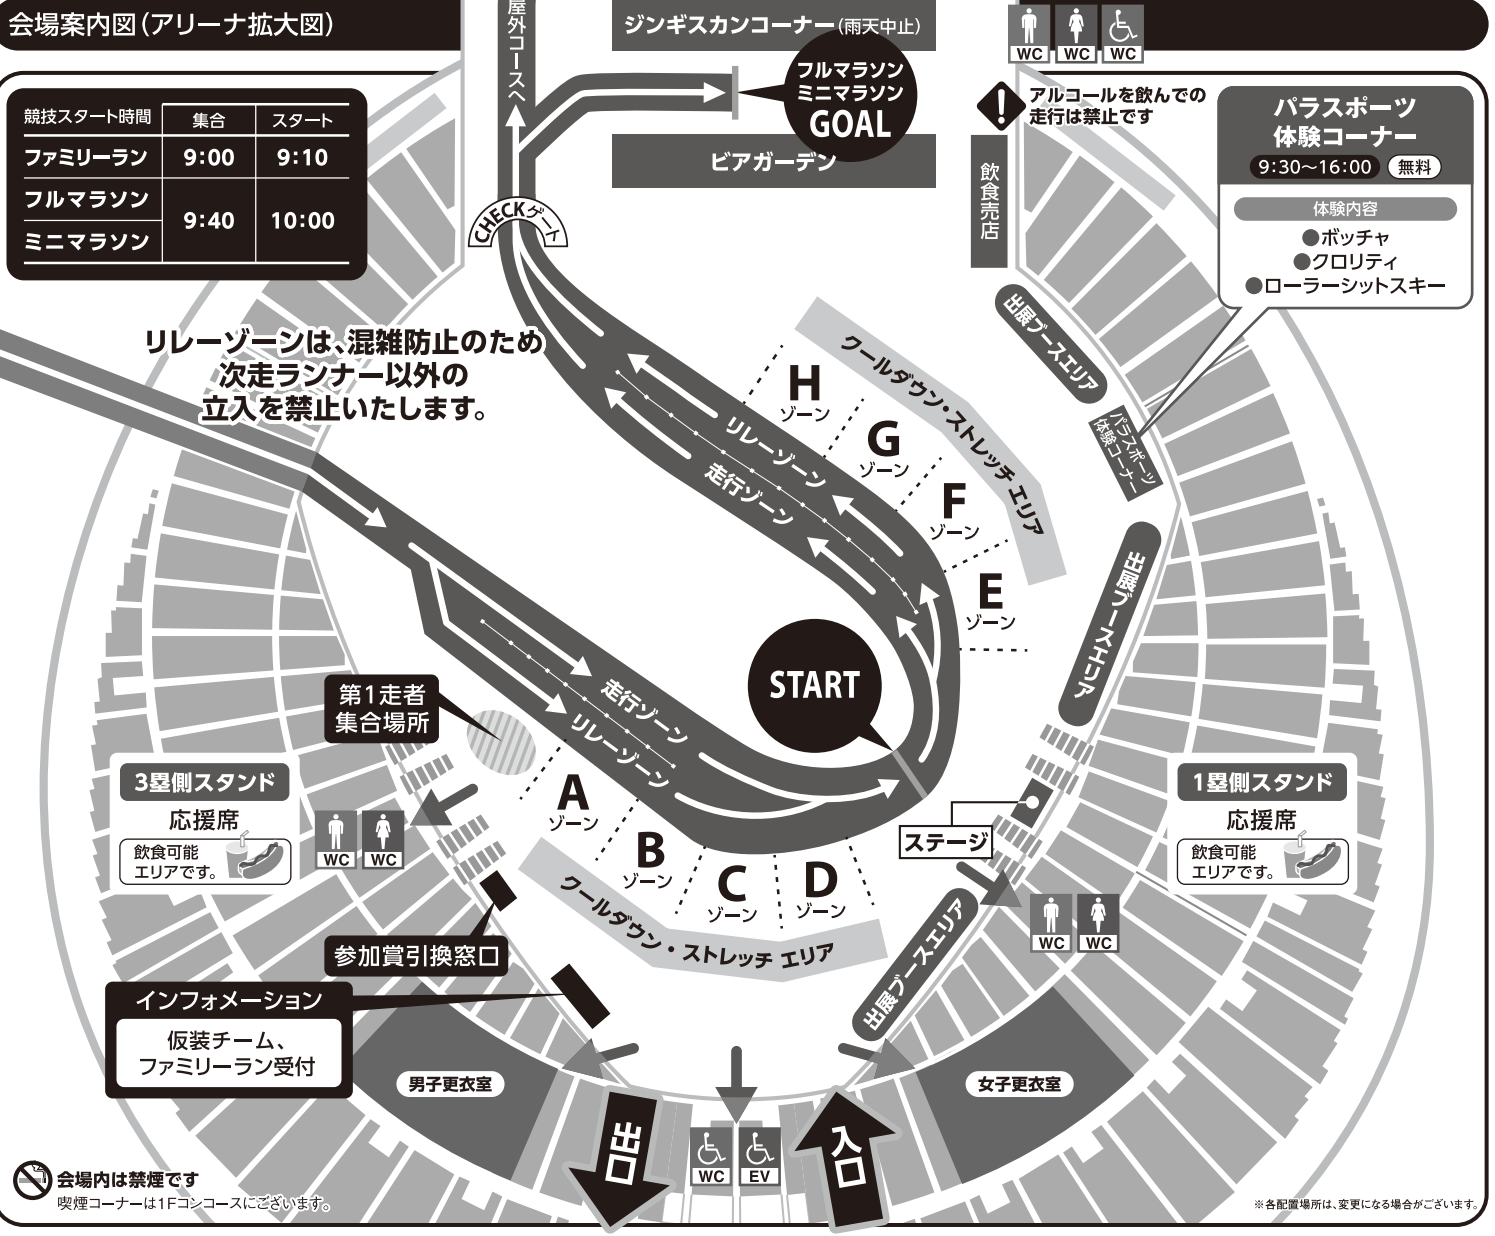 会場案内図(アリーナ拡大図)
競技スタート時間 集合 スタート
ファミリーラン 9:00 9:10
フルマラソン
9:40 10:00
ミニマラソン
屋外コースへ
ジンギスカンコーナー(雨天中止)
フルマラソン
ミニマラソン
GOAL
ビアガーデン
WC
WC
WC
アルコールを飲んでの
走行は禁止です
飲食売店
パラスポーツ
体験コーナー
9:30〜16:00 無料
体験内容
●ボッチャ
●クロリティ
●ローラーシットスキー
CHECKゲート
リレーゾーンは、混雑防止のため
次走ランナー以外の
立入を禁止いたします。
出展ブースエリア
パラスポーツ
体験コーナー
クールダウン・ストレッチ エリア
H
ゾーン
G
ゾーン
F
ゾーン
E
ゾーン
リレーゾーン
走行ゾーン
出展ブースエリア
START
走行ゾーン
リレーゾーン
第1走者
集合場所
A
ゾーン
B
ゾーン
C
ゾーン
D
ゾーン
クールダウン・ストレッチ エリア
3塁側スタンド
応援席
飲食可能
エリアです。
WC
WC
ステージ
1塁側スタンド
応援席
飲食可能
エリアです。
WC
WC
出展ブースエリア
参加賞引換窓口
インフォメーション
仮装チーム、
ファミリーラン受付
男子更衣室
女子更衣室
出口
WC
EV
入口
会場内は禁煙です
喫煙コーナーは1Fコンコースにございます。
※各配置場所は、変更になる場合がございます。